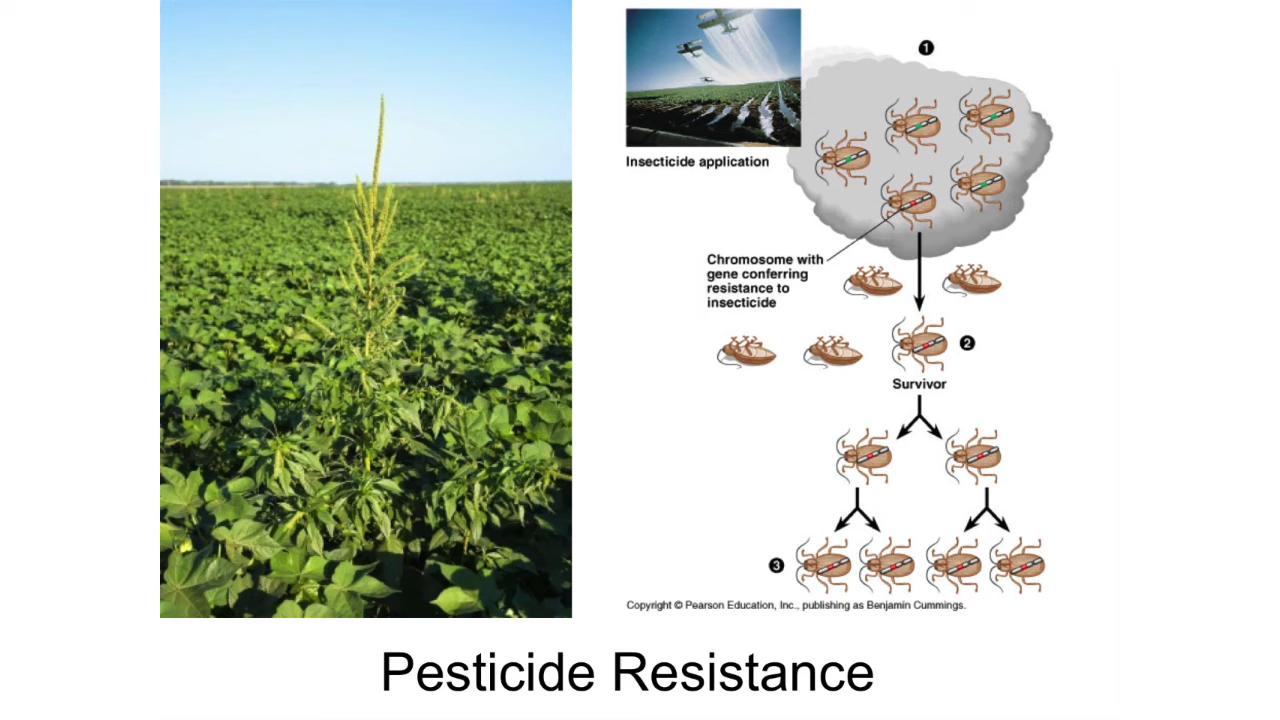 1
Insecticide application
Chromosome with
gene conferring
resistance to
insecticide
2
Survivor
3
Copyright © Pearson Education, Inc., publishing as Benjamin Cummings.
Pesticide Resistance